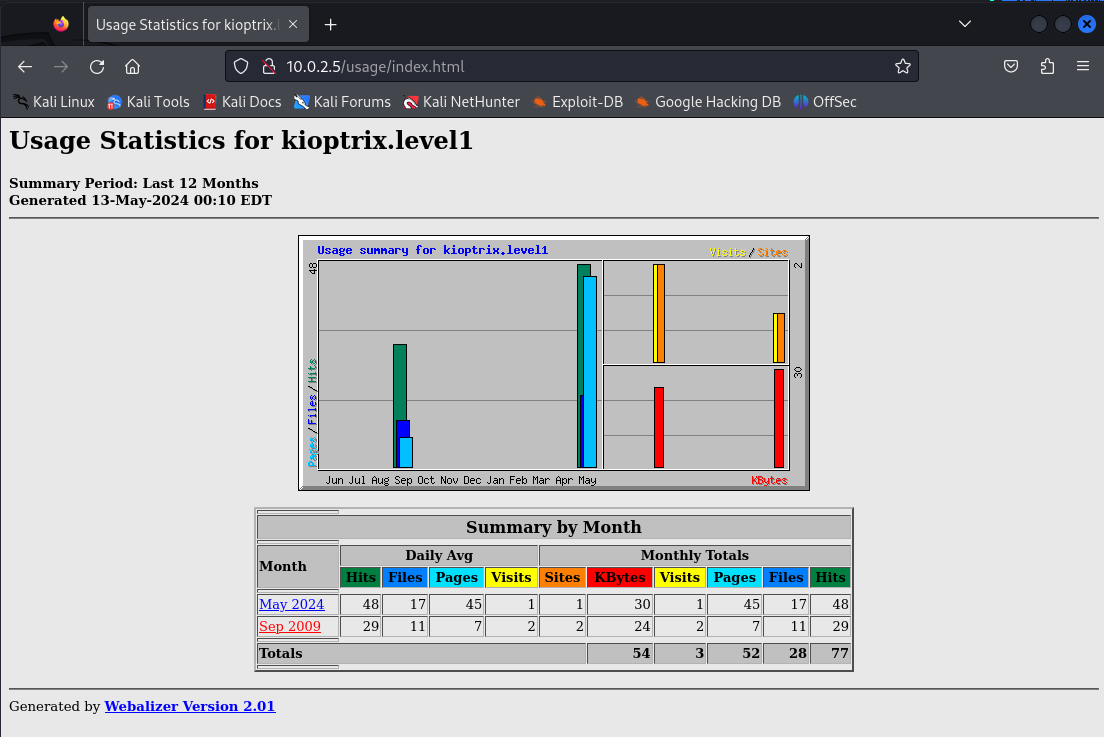 Usage Statistics for kioptrix.
10.0.2.5/usage/index.html
Kali Linux Kali Tools Kali Docs Kali Forums Kali NetHunter Exploit-DB Google Hacking DB OffSec
Usage Statistics for kioptrix.level1
Summary Period: Last 12 Months
Generated 13-May-2024 00:10 EDT
Usage summary for kioptrix.level1
Visits/Sites
48
2
Pages/Files/Hits
30
Jun Jul Aug Sep Oct Nov Dec Jan Feb Mar Apr May
KBytes
Summary by Month
Month Daily Avg Monthly Totals
Hits Files Pages Visits Sites KBytes Visits Pages Files Hits
May 2024 48 17 45 1 1 30 1 45 17 48
Sep 2009 29 11 7 2 2 24 2 7 11 29
Totals 54 3 52 28 77
Generated by Webalizer Version 2.01